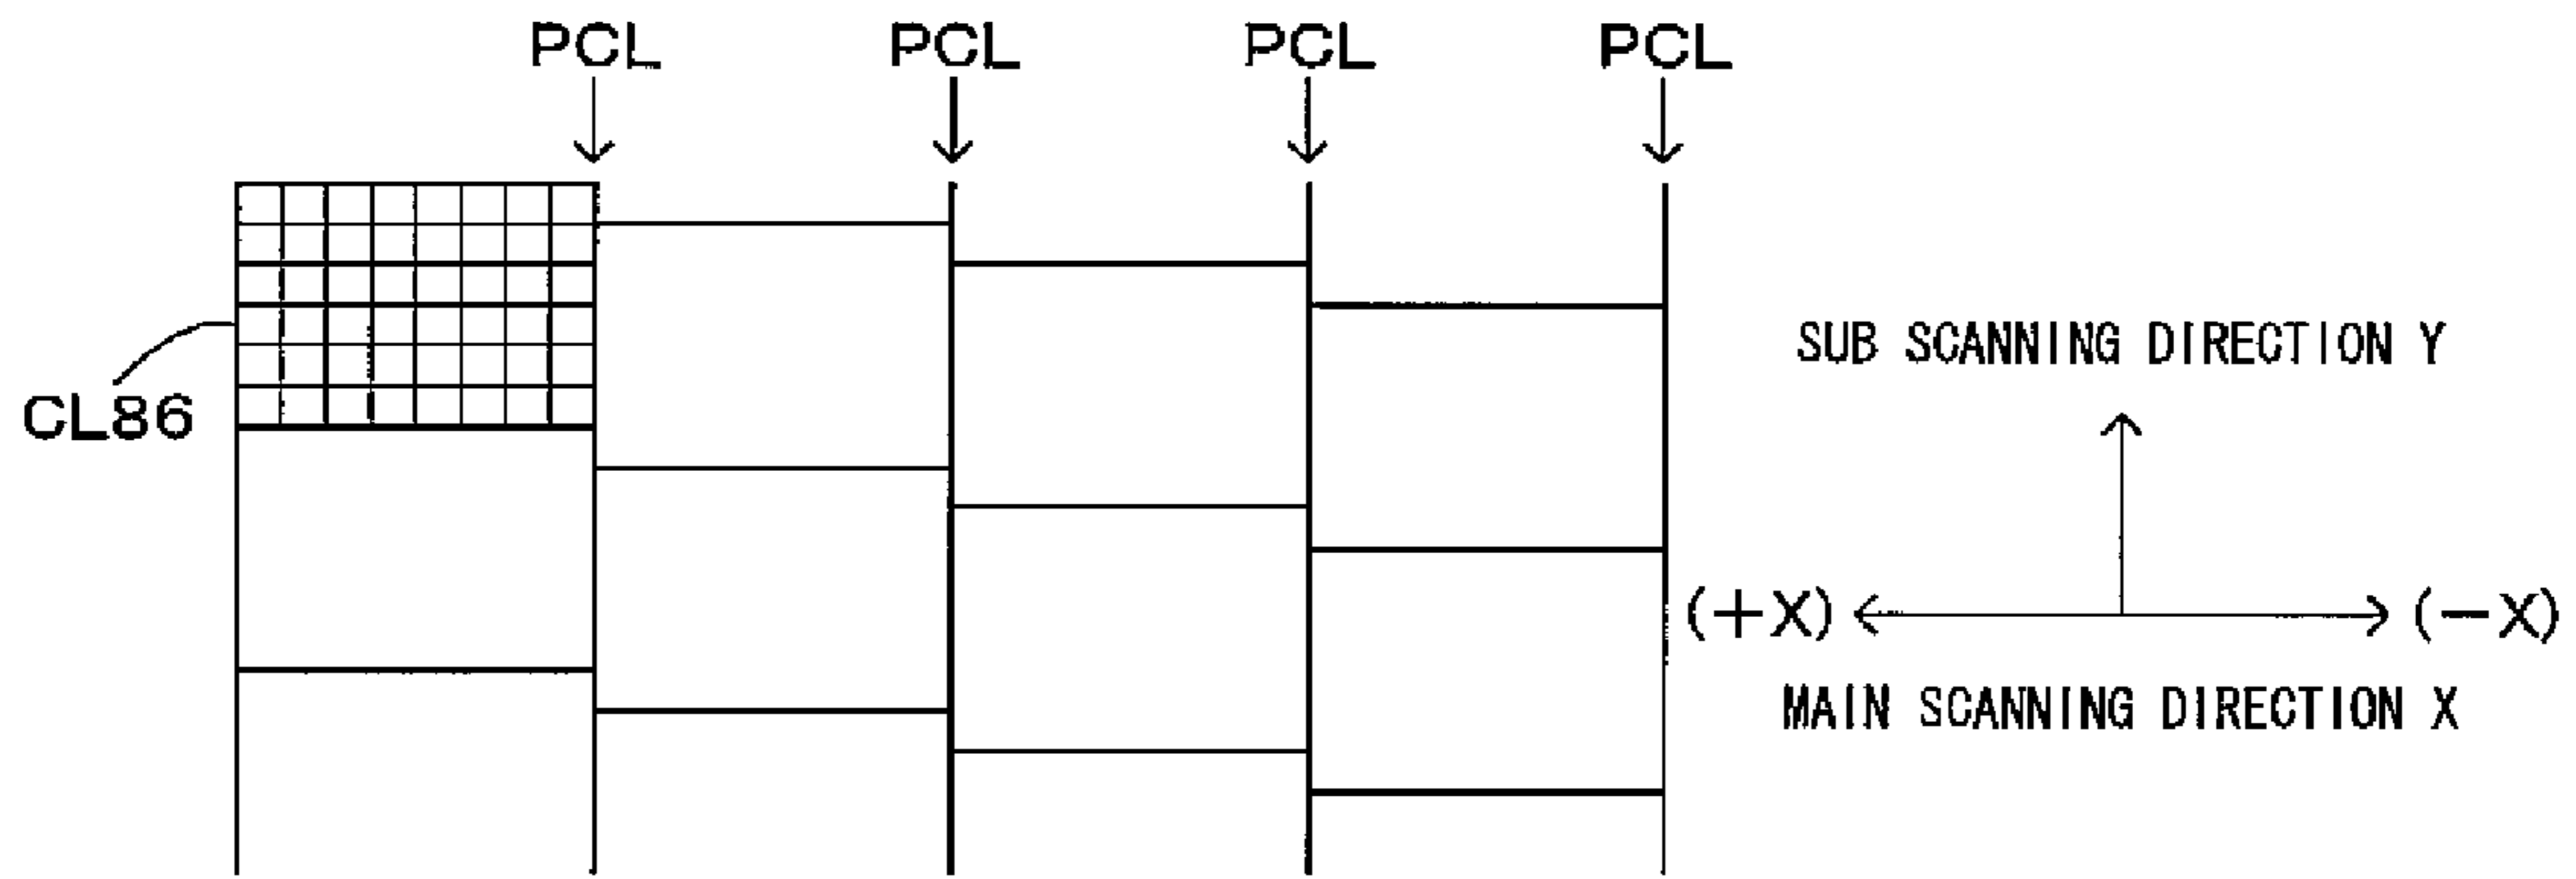 PCL PCL PCL PCL
SUB SCANNING DIRECTION Y
CL86
(+X) (−X)
MAIN SCANNING DIRECTION X